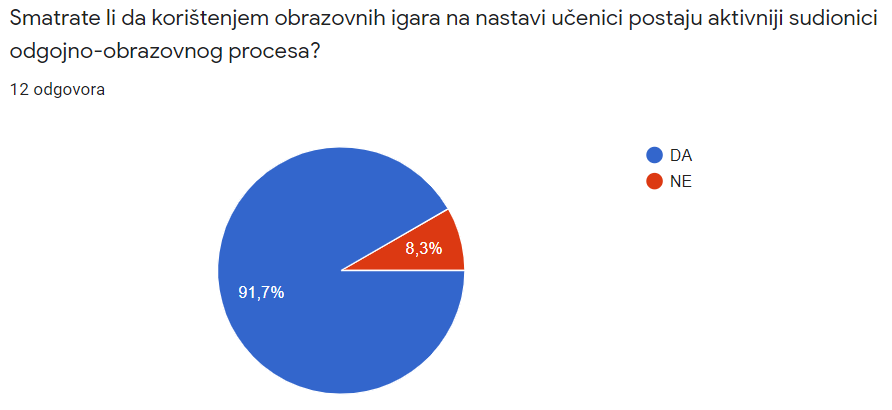 Smatrate li da korištenjem obrazovnih igara na nastavi učenici postaju aktivniji sudionici
odgojno-obrazovnog procesa?
12 odgovora
DA
NE
8,3%
91,7%